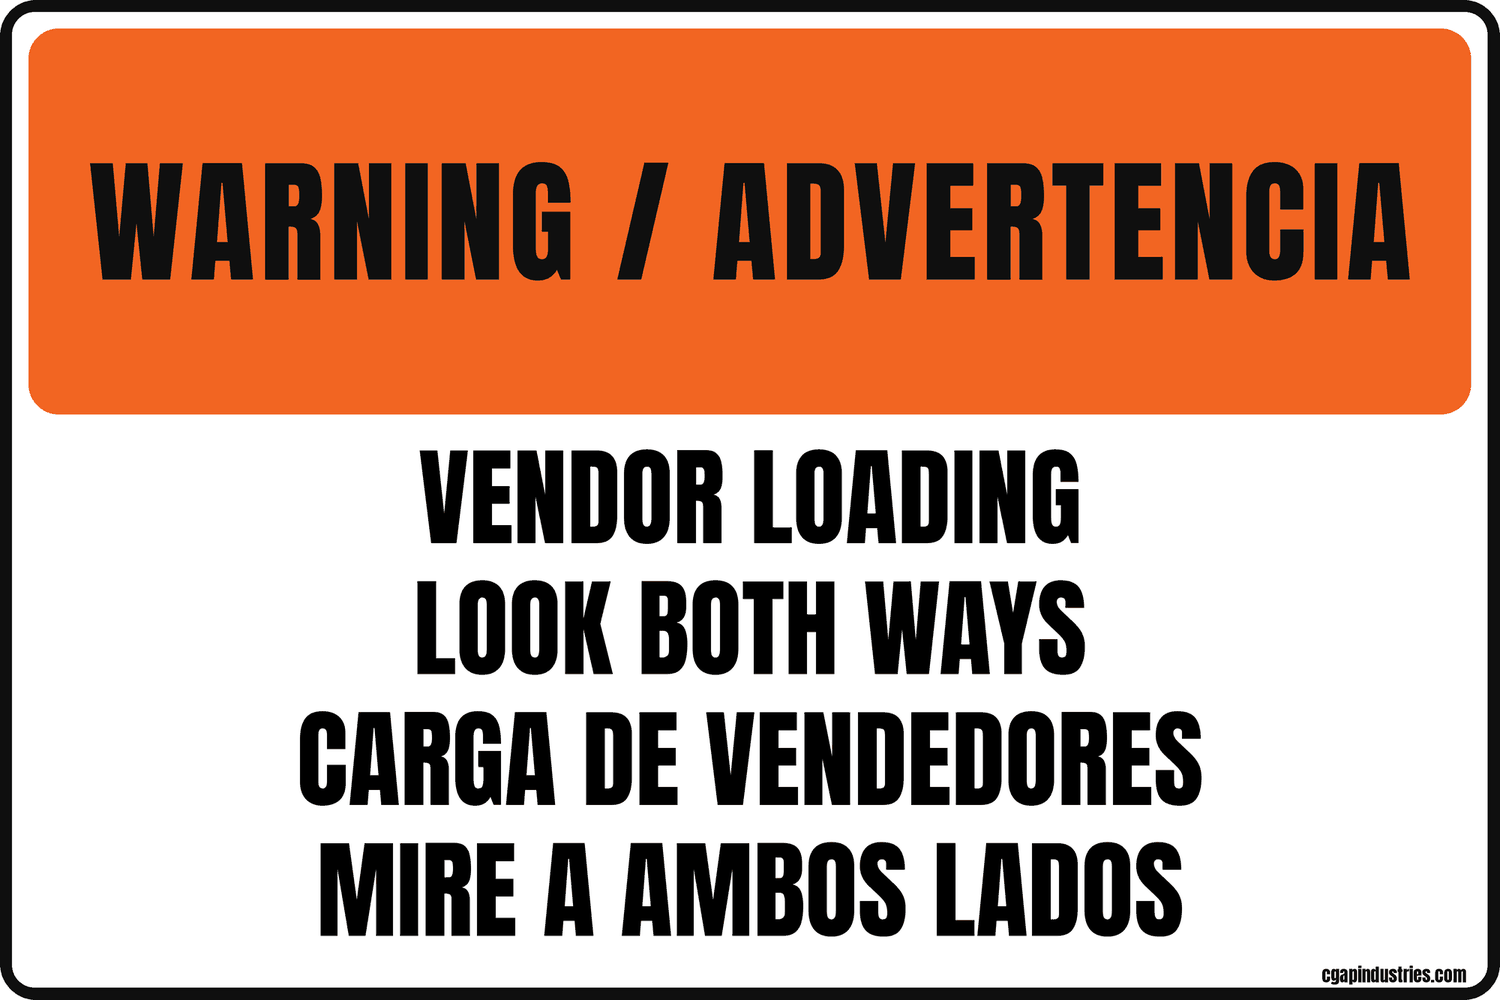 WARNING / ADVERTENCIA
VENDOR LOADING
LOOK BOTH WAYS
CARGA DE VENDEDORES
MIRE A AMBOS LADOS
cgapindustries.com